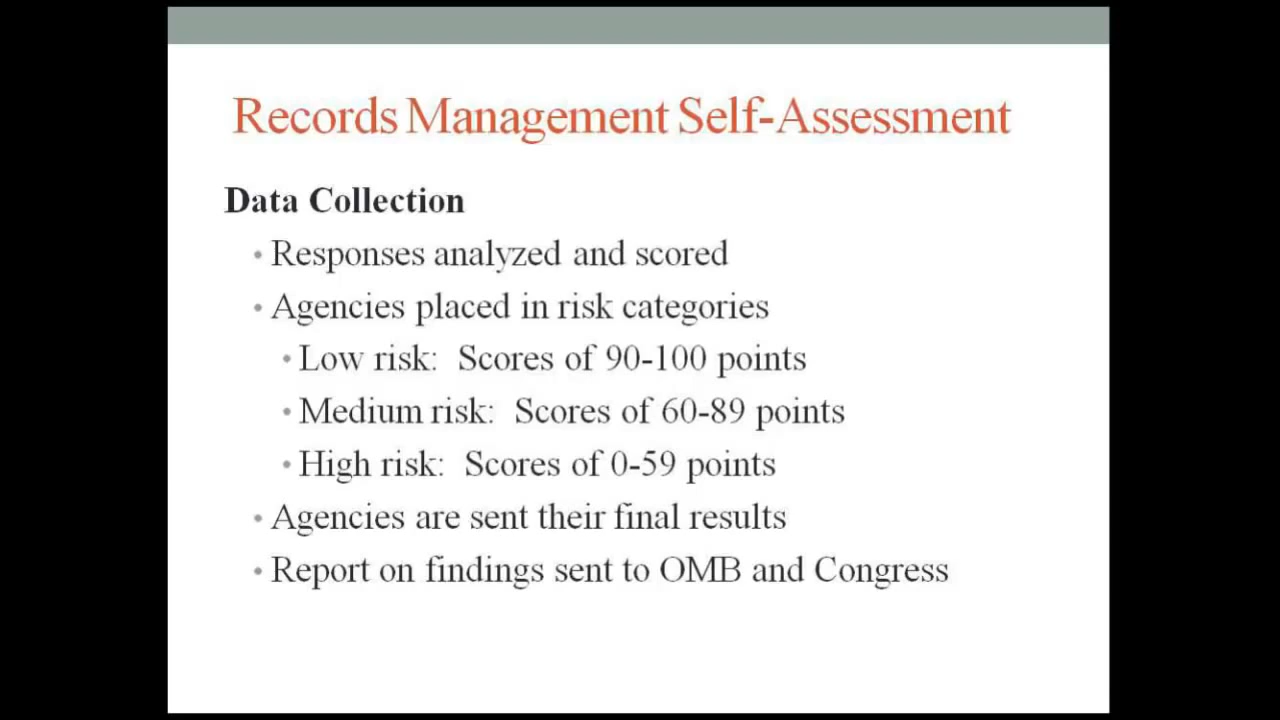 Records Management Self-Assessment
Data Collection
• Responses analyzed and scored
• Agencies placed in risk categories
• Low risk:  Scores of 90-100 points
• Medium risk:  Scores of 60-89 points
• High risk:  Scores of 0-59 points
• Agencies are sent their final results
• Report on findings sent to OMB and Congress